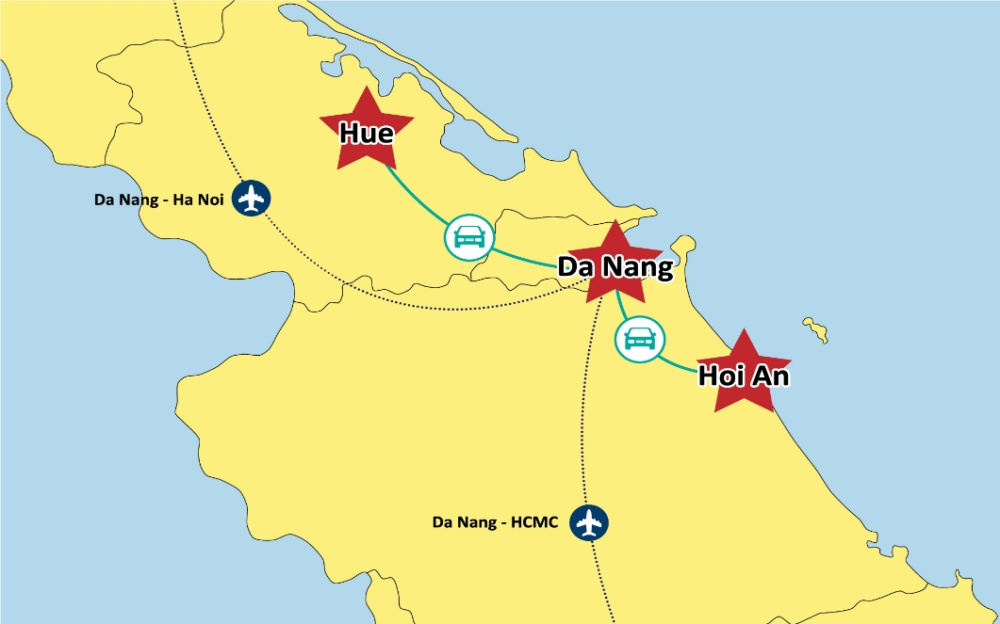 Hue
Da Nang - Ha Noi
Da Nang
Hoi An
Da Nang - HCMC